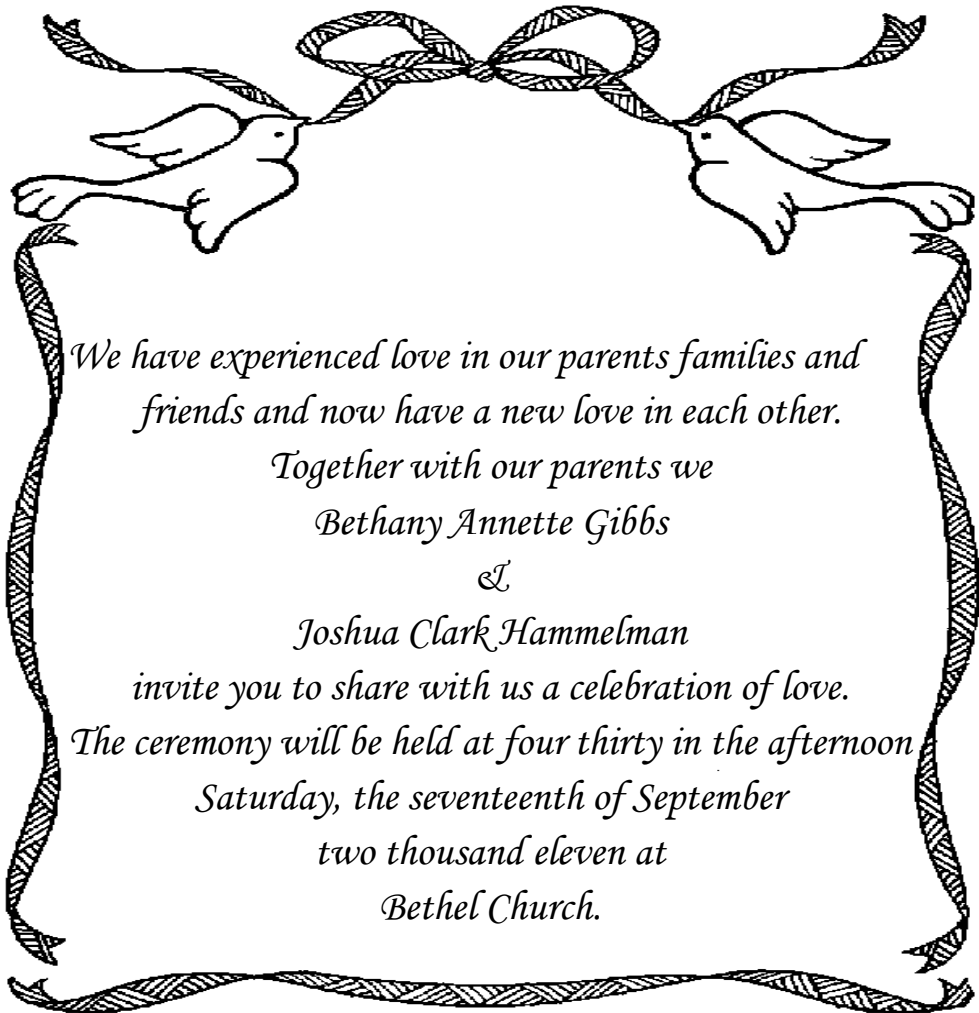 We have experienced love in our parents families and
friends and now have a new love in each other.
Together with our parents we
Bethany Annette Gibbs
&
Joshua Clark Hammelman
invite you to share with us a celebration of love.
The ceremony will be held at four thirty in the afternoon
Saturday, the seventeenth of September
two thousand eleven at
Bethel Church.